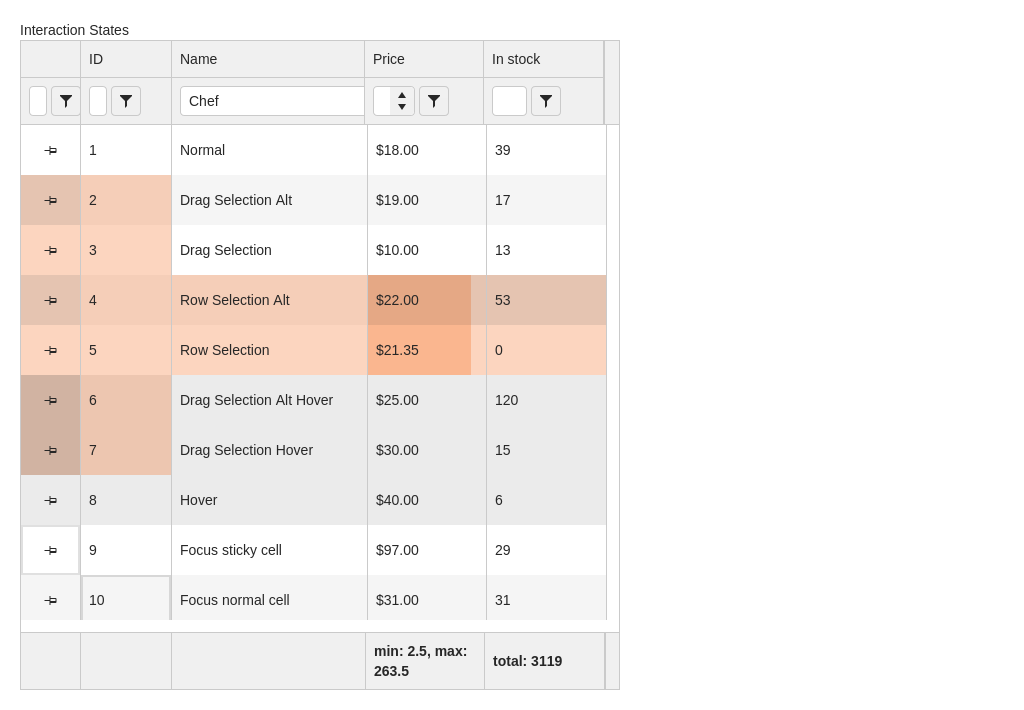 Interaction States
ID Name Price In stock
Chef
1 Normal $18.00 39
2 Drag Selection Alt $19.00 17
3 Drag Selection $10.00 13
4 Row Selection Alt $22.00 53
5 Row Selection $21.35 0
6 Drag Selection Alt Hover $25.00 120
7 Drag Selection Hover $30.00 15
8 Hover $40.00 6
9 Focus sticky cell $97.00 29
10 Focus normal cell $31.00 31
min: 2.5, max:
263.5
total: 3119